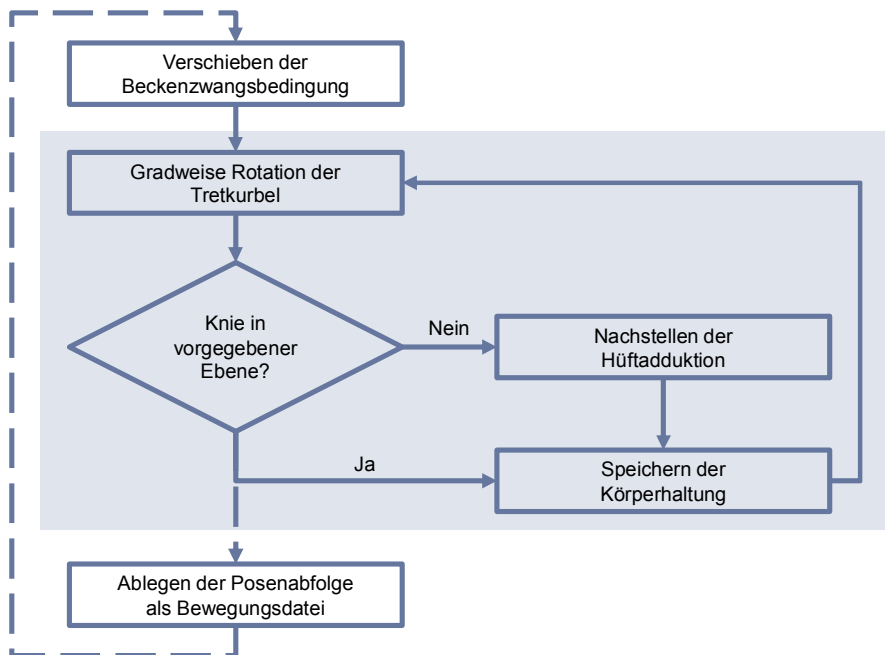 Verschieben der
Beckenzwangsbedingung
Gradweise Rotation der
Tretkurbel
Knie in
vorgegebener
Ebene?
Nein
Nachstellen der
Hüftadduktion
Ja
Speichern der
Körperhaltung
Ablegen der Posenabfolge
als Bewegungsdatei